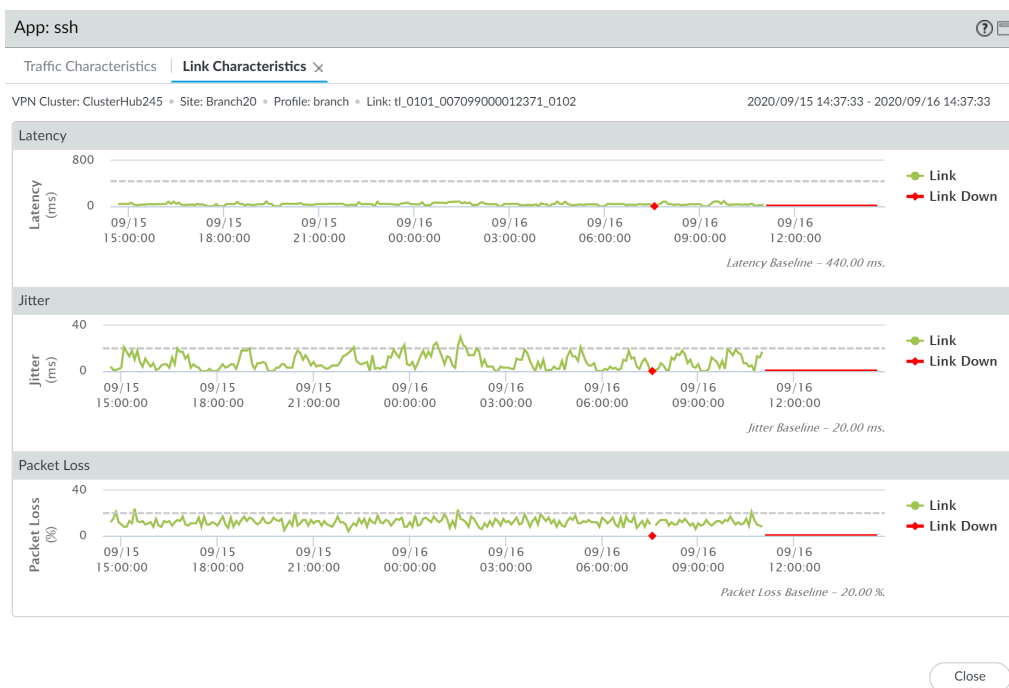 App: ssh
Traffic Characteristics | Link Characteristics
VPN Cluster: ClusterHub245 • Site: Branch20 • Profile: branch • Link: tl_0101_007099000012371_0102 2020/09/15 14:37:33 - 2020/09/16 14:37:33
Latency
800
0
Latency
(ms)
09/15 09/15 09/15 09/16 09/16 09/16 09/16 09/16
15:00:00 18:00:00 21:00:00 00:00:00 03:00:00 06:00:00 09:00:00 12:00:00
Link
Link Down
Latency Baseline – 440.00 ms.
Jitter
40
0
Jitter
(ms)
09/15 09/15 09/15 09/16 09/16 09/16 09/16 09/16
15:00:00 18:00:00 21:00:00 00:00:00 03:00:00 06:00:00 09:00:00 12:00:00
Link
Link Down
Jitter Baseline – 20.00 ms.
Packet Loss
40
0
Packet Loss
(%)
09/15 09/15 09/15 09/16 09/16 09/16 09/16 09/16
15:00:00 18:00:00 21:00:00 00:00:00 03:00:00 06:00:00 09:00:00 12:00:00
Link
Link Down
Packet Loss Baseline – 20.00 %.
Close